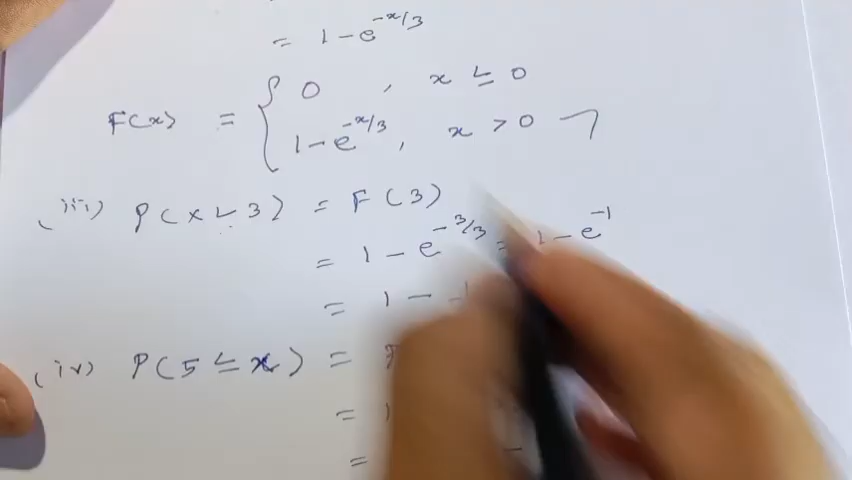 = 1 - e^{-x/3}
F(x) = { 0 , x ≤ 0
1 - e^{-x/3} , x > 0
(iii) P(X < 3) = F(3)
= 1 - e^{-3/3} = 1 - e^{-1}
= 1 -
(iv) P(5 ≤ x) =
=
=